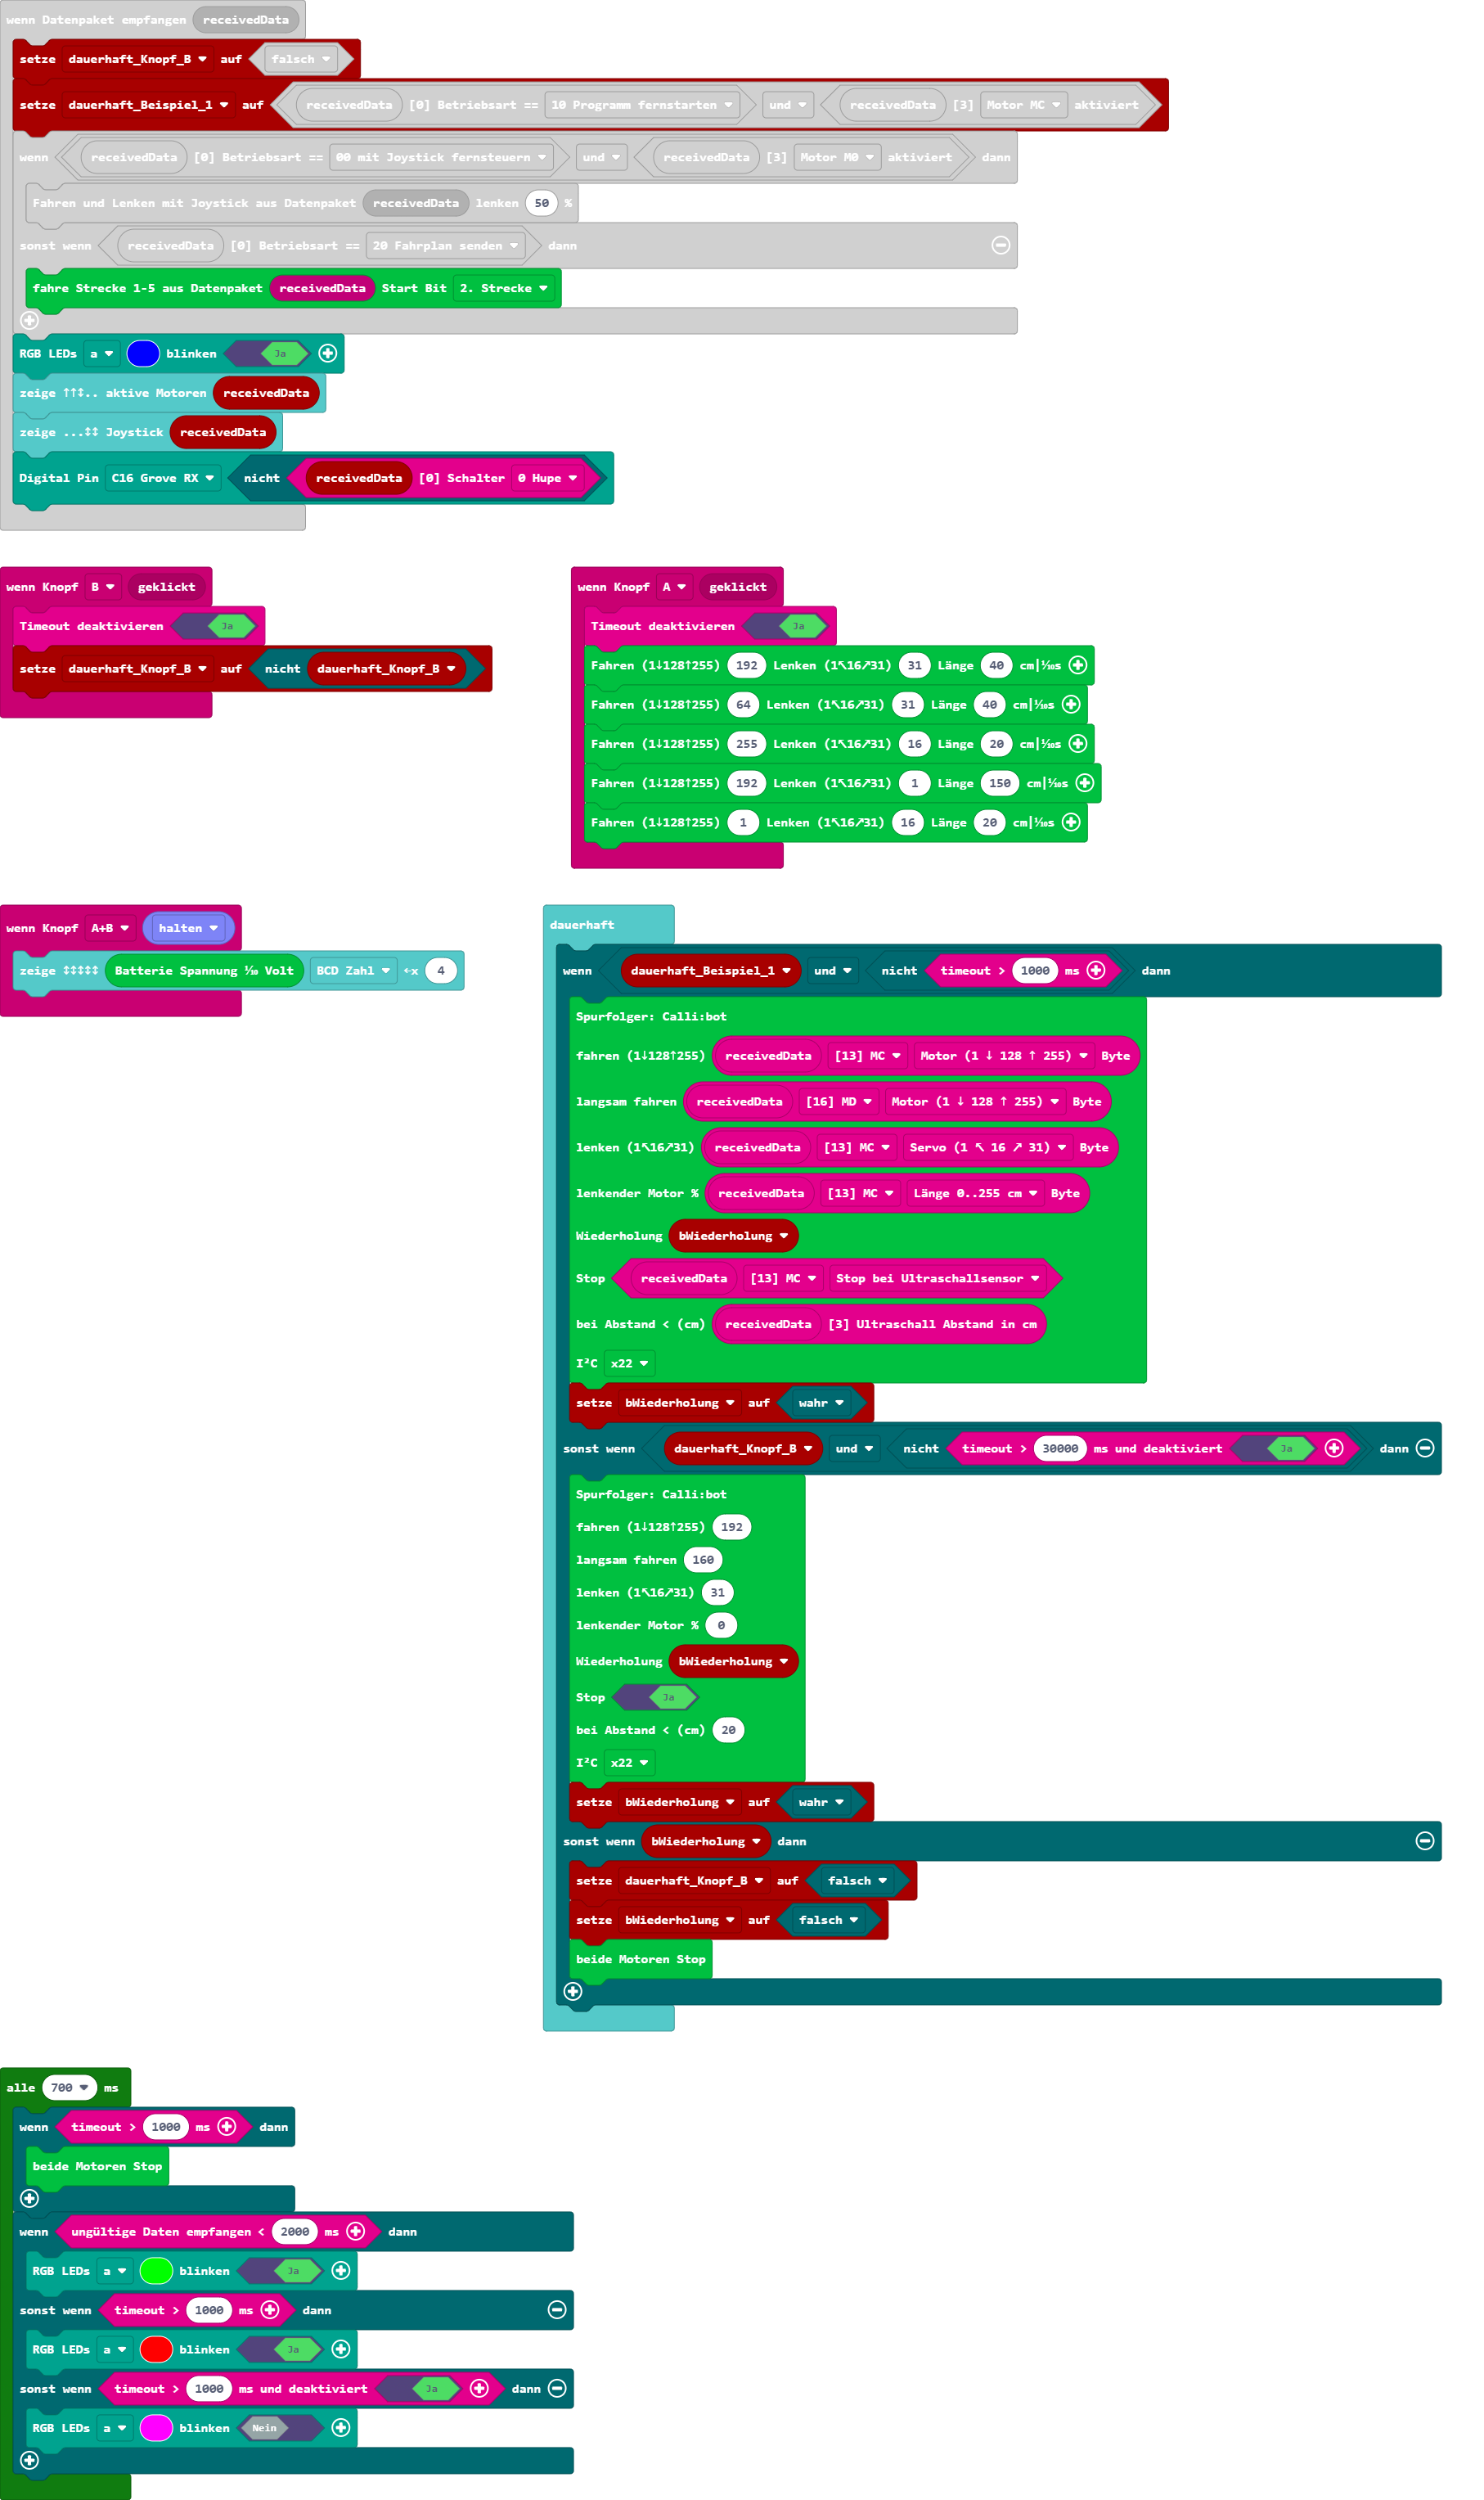 wenn Datenpaket empfangen receivedData
setze dauerhaft_Knopf_B auf falsch
setze dauerhaft_Beispiel_1 auf receivedData [0] Betriebsart == 10 Programm fernstarten und receivedData [3] Motor MC aktiviert
wenn receivedData [0] Betriebsart == 00 mit Joystick fernsteuern und receivedData [3] Motor M0 aktiviert dann
Fahren und Lenken mit Joystick aus Datenpaket receivedData lenken 50 %
sonst wenn receivedData [0] Betriebsart == 20 Fahrplan senden dann
fahre Strecke 1-5 aus Datenpaket receivedData Start Bit 2. Strecke
RGB LEDs a blinken Ja
zeige ↑↑↕.. aktive Motoren receivedData
zeige ...↕↕ Joystick receivedData
Digital Pin C16 Grove RX nicht receivedData [0] Schalter 0 Hupe
wenn Knopf B geklickt
Timeout deaktivieren Ja
setze dauerhaft_Knopf_B auf nicht dauerhaft_Knopf_B
wenn Knopf A geklickt
Timeout deaktivieren Ja
Fahren (1↓128↑255) 192 Lenken (1↖16↗31) 31 Länge 40 cm|⅒s
Fahren (1↓128↑255) 64 Lenken (1↖16↗31) 31 Länge 40 cm|⅒s
Fahren (1↓128↑255) 255 Lenken (1↖16↗31) 16 Länge 20 cm|⅒s
Fahren (1↓128↑255) 192 Lenken (1↖16↗31) 1 Länge 150 cm|⅒s
Fahren (1↓128↑255) 1 Lenken (1↖16↗31) 16 Länge 20 cm|⅒s
wenn Knopf A+B halten
zeige ↕↕↕↕↕ Batterie Spannung ⅒ Volt BCD Zahl ←x 4
dauerhaft
wenn dauerhaft_Beispiel_1 und nicht timeout > 1000 ms dann
Spurfolger: Calli:bot
fahren (1↓128↑255) receivedData [13] MC Motor (1 ↓ 128 ↑ 255) Byte
langsam fahren receivedData [16] MD Motor (1 ↓ 128 ↑ 255) Byte
lenken (1↖16↗31) receivedData [13] MC Servo (1 ↖ 16 ↗ 31) Byte
lenkender Motor % receivedData [13] MC Länge 0..255 cm Byte
Wiederholung bWiederholung
Stop receivedData [13] MC Stop bei Ultraschallsensor
bei Abstand < (cm) receivedData [3] Ultraschall Abstand in cm
I²C x22
setze bWiederholung auf wahr
sonst wenn dauerhaft_Knopf_B und nicht timeout > 30000 ms und deaktiviert Ja dann
Spurfolger: Calli:bot
fahren (1↓128↑255) 192
langsam fahren 160
lenken (1↖16↗31) 31
lenkender Motor % 0
Wiederholung bWiederholung
Stop Ja
bei Abstand < (cm) 20
I²C x22
setze bWiederholung auf wahr
sonst wenn bWiederholung dann
setze dauerhaft_Knopf_B auf falsch
setze bWiederholung auf falsch
beide Motoren Stop
alle 700 ms
wenn timeout > 1000 ms dann
beide Motoren Stop
wenn ungültige Daten empfangen < 2000 ms dann
RGB LEDs a blinken Ja
sonst wenn timeout > 1000 ms dann
RGB LEDs a blinken Ja
sonst wenn timeout > 1000 ms und deaktiviert Ja dann
RGB LEDs a blinken Nein